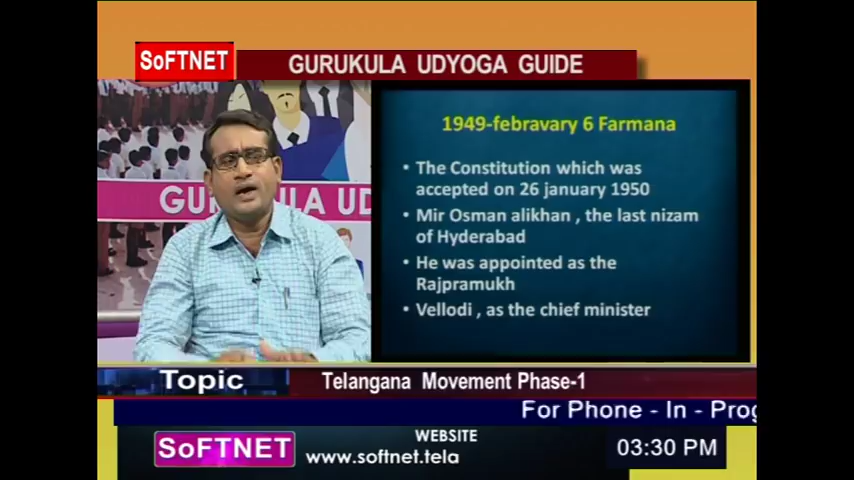 SoFTNET
GURUKULA UDYOGA GUIDE
GURUKULA UD
1949-febravary 6 Farmana
• The Constitution which was
accepted on 26 january 1950
• Mir Osman alikhan , the last nizam
of Hyderabad
• He was appointed as the
Rajpramukh
• Vellodi , as the chief minister
Topic
Telangana Movement Phase-1
For Phone - In - Prog
SoFTNET
WEBSITE
www.softnet.tela
03:30 PM